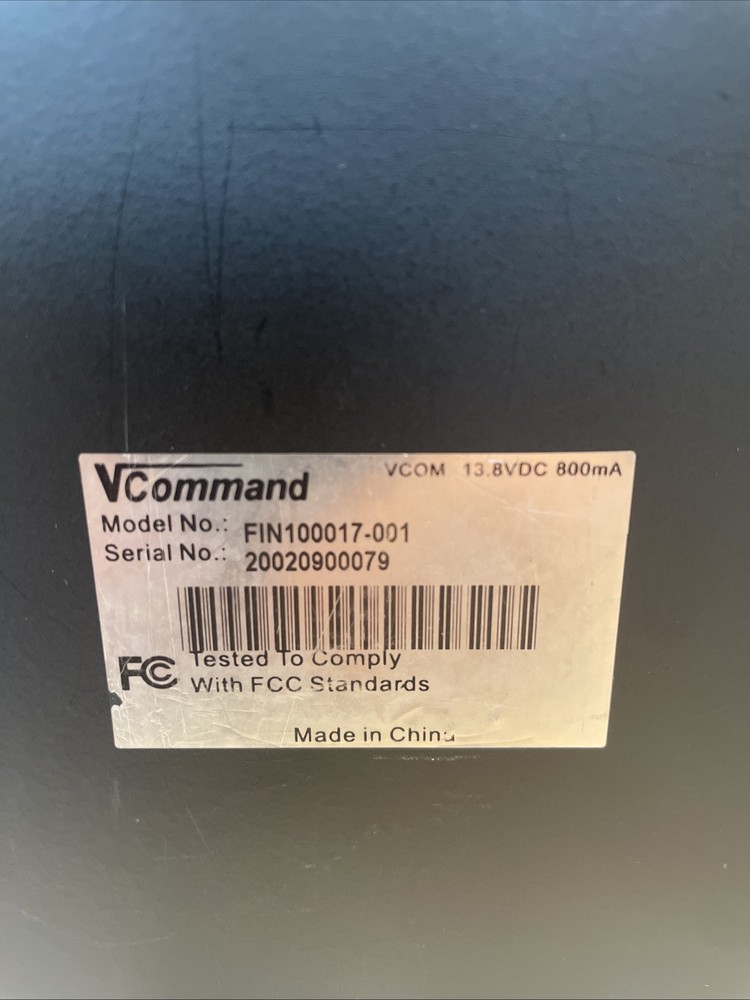 VCommand
VCOM 13.8VDC 800mA
Model No.: FIN100017-001
Serial No.: 20020900079
FC Tested To Comply
With FCC Standards
Made in China